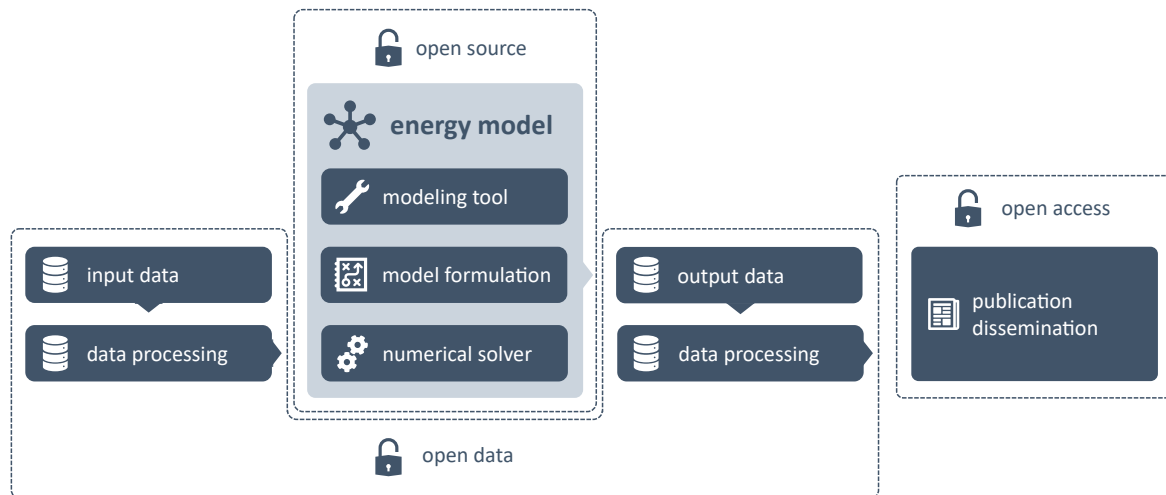 open source
energy model
modeling tool
model formulation
numerical solver
input data
data processing
output data
data processing
open data
open access
publication
dissemination